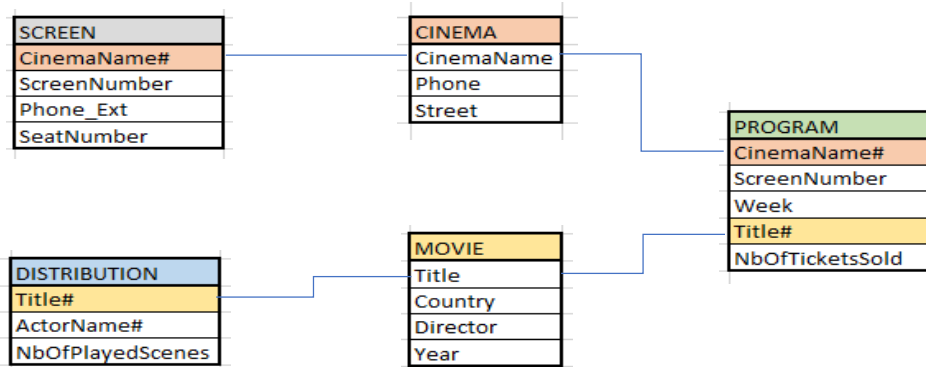 SCREEN
CinemaName#
ScreenNumber
Phone_Ext
SeatNumber
CINEMA
CinemaName
Phone
Street
PROGRAM
CinemaName#
ScreenNumber
Week
Title#
NbOfTicketsSold
DISTRIBUTION
Title#
ActorName#
NbOfPlayedScenes
MOVIE
Title
Country
Director
Year